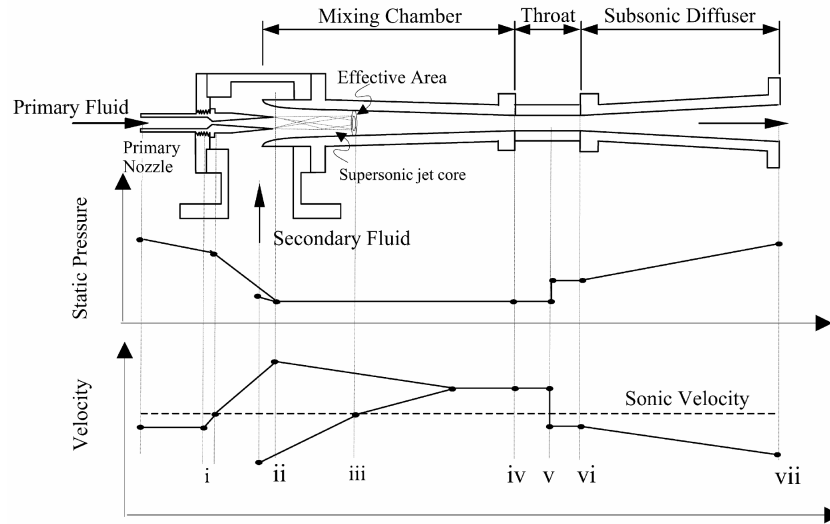 Mixing Chamber
Throat
Subsonic Diffuser
Effective Area
Primary Fluid
Primary
Nozzle
Supersonic jet core
Secondary Fluid
Static Pressure
Velocity
Sonic Velocity
i
ii
iii
iv
v
vi
vii